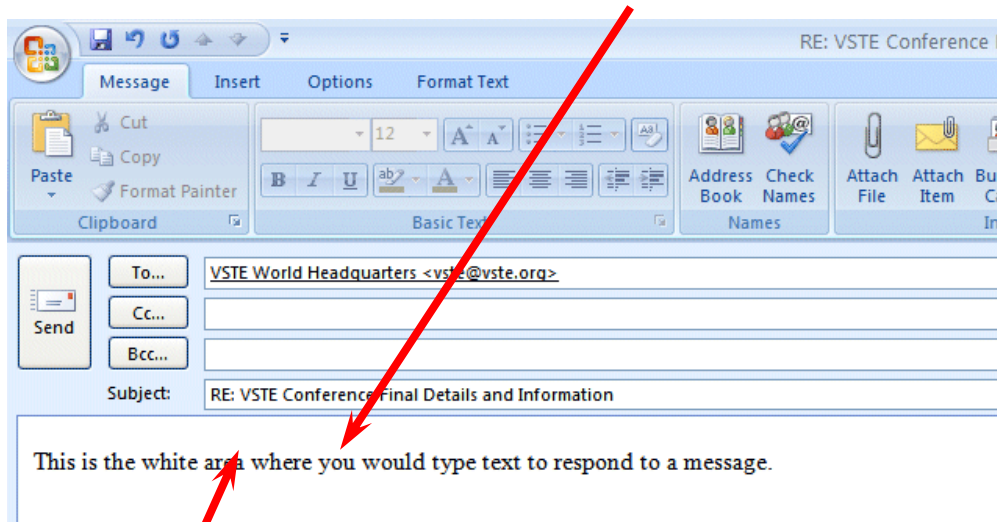 RE: VSTE Conference
Message Insert Options Format Text
Cut
Copy
Paste
Format Painter
12
B I U ab A
Address Book
Check Names
Attach File
Attach Item
Clipboard
Basic Text
Names
To... VSTE World Headquarters <vste@vste.org>
Cc...
Send
Bcc...
Subject: RE: VSTE Conference Final Details and Information
This is the white area where you would type text to respond to a message.